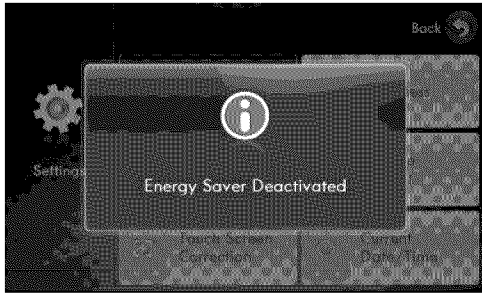 Back
Settings
Energy Saver Deactivated
Touch Screen
Correction
Current
Date/Time